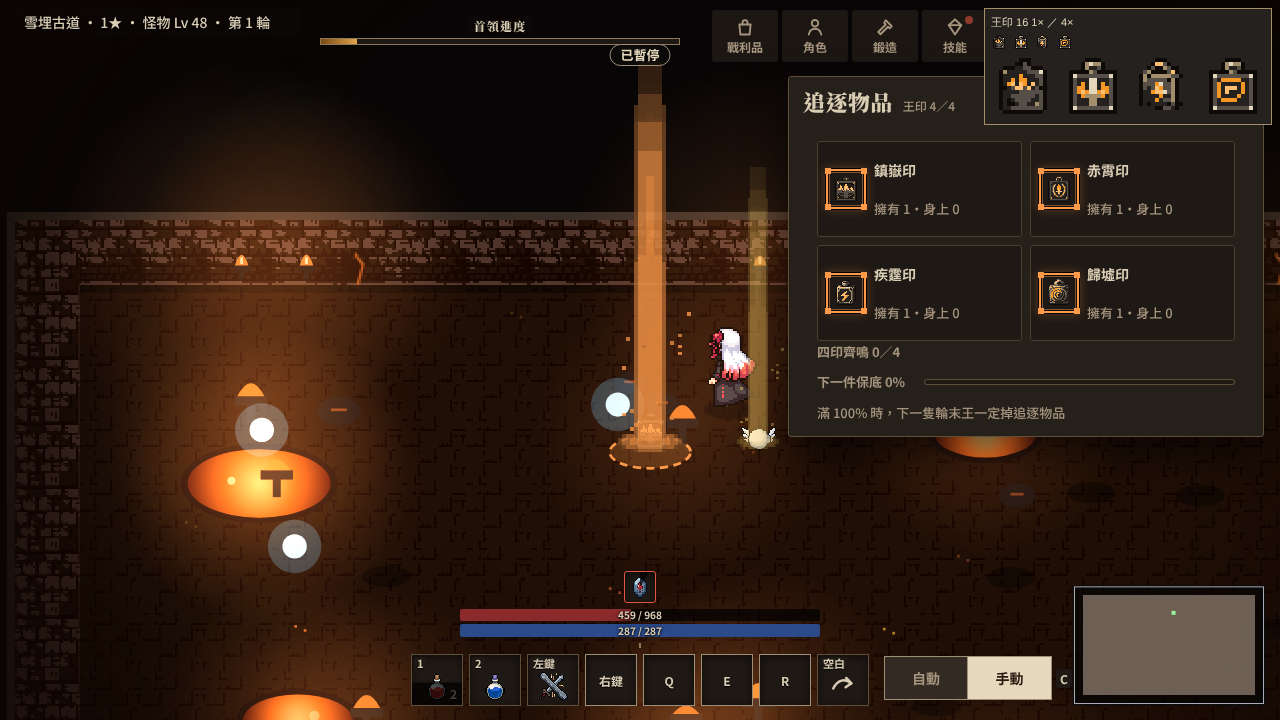 雪埋古道 · 1★ · 怪物 Lv 48 · 第 1 輪
首領進度
已暫停
戰利品
角色
鍛造
技能
王印 16 1× ／ 4×
追逐物品 王印 4／4
鎮嶽印
擁有 1・身上 0
赤霄印
擁有 1・身上 0
疾霆印
擁有 1・身上 0
歸墟印
擁有 1・身上 0
四印齊鳴 0／4
下一件保底 0%
滿 100% 時，下一隻輪末王一定掉追逐物品
459 / 968
287 / 287
1
2
2
左鍵
右鍵
Q
E
R
空白
自動
手動
C